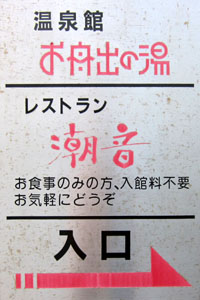 温泉館
お舟出の湯
レストラン
潮音
お食事のみの方、入館料不要
お気軽にどうぞ
入口